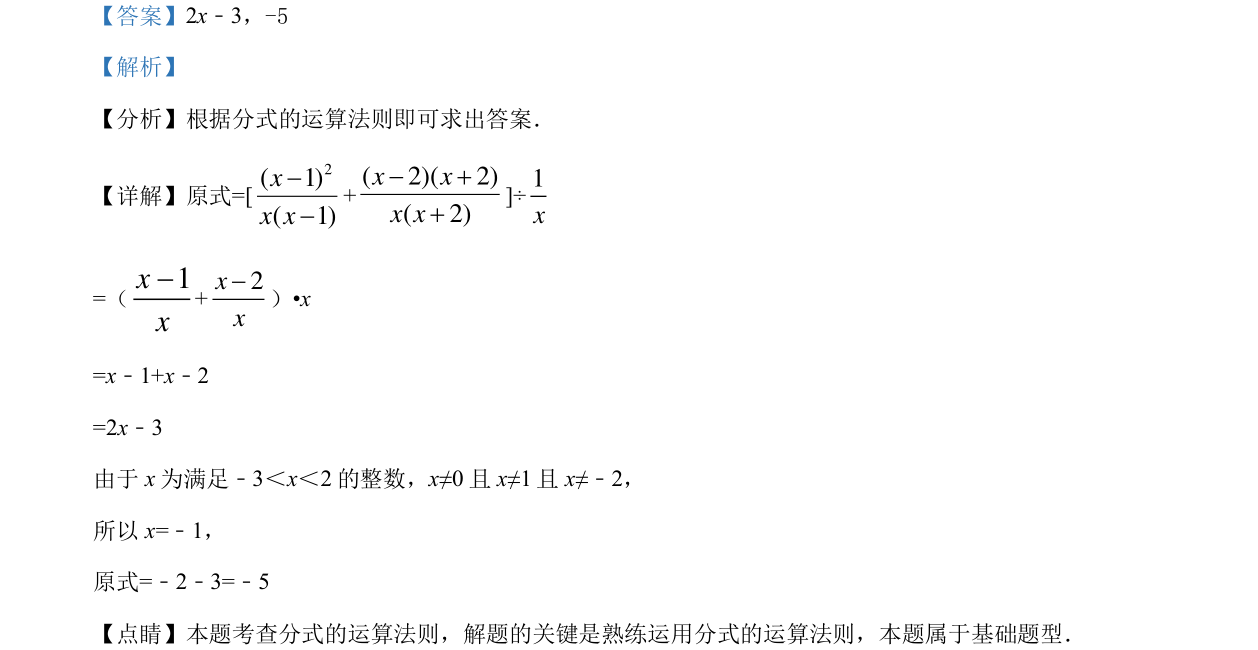 【答案】2x﹣3，-5
【解析】
【分析】根据分式的运算法则即可求出答案．
【详解】原式=[\frac{(x-1)^2}{x(x-1)}+\frac{(x-2)(x+2)}{x(x+2)}]÷\frac{1}{x}
=（\frac{x-1}{x}+\frac{x-2}{x}）•x
=x﹣1+x﹣2
=2x﹣3
由于 x 为满足﹣3＜x＜2 的整数，x≠0 且 x≠1 且 x≠﹣2，
所以 x=﹣1，
原式=﹣2﹣3=﹣5
【点睛】本题考查分式的运算法则，解题的关键是熟练运用分式的运算法则，本题属于基础题型．